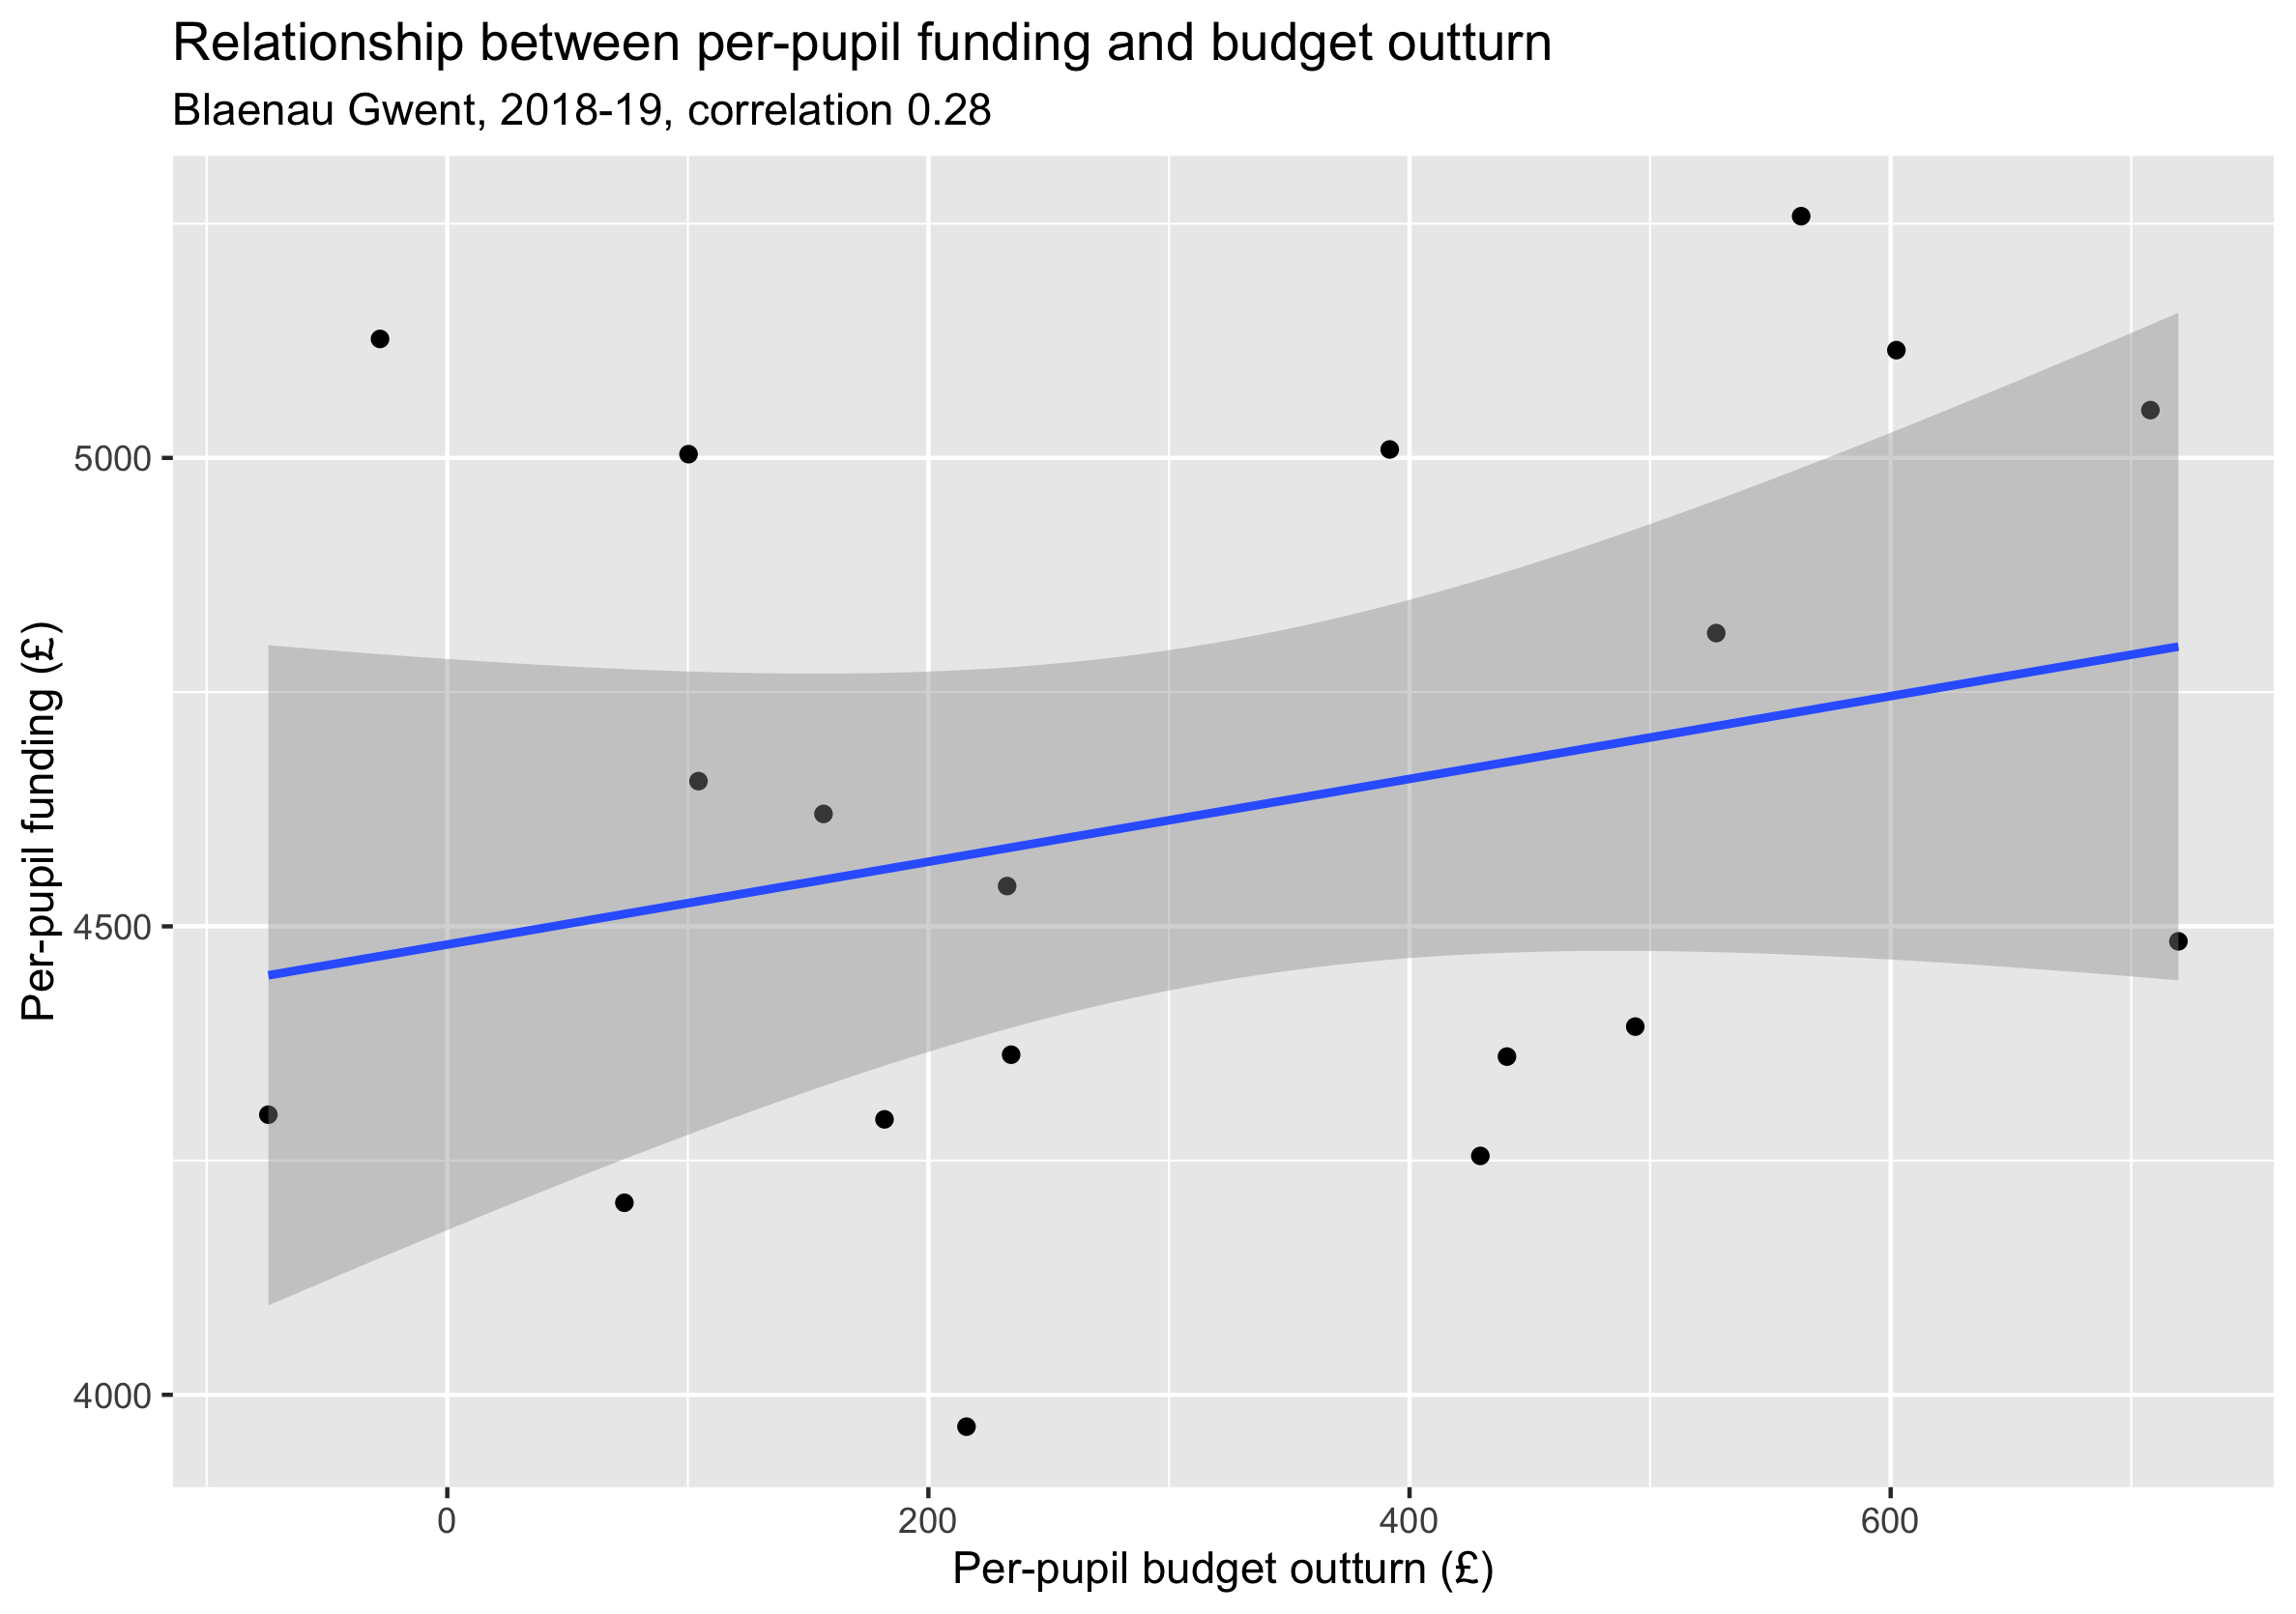 Relationship between per-pupil funding and budget outturn
Blaenau Gwent, 2018-19, correlation 0.28
Per-pupil funding (£)
5000
4500
4000
0
200
400
600
Per-pupil budget outturn (£)